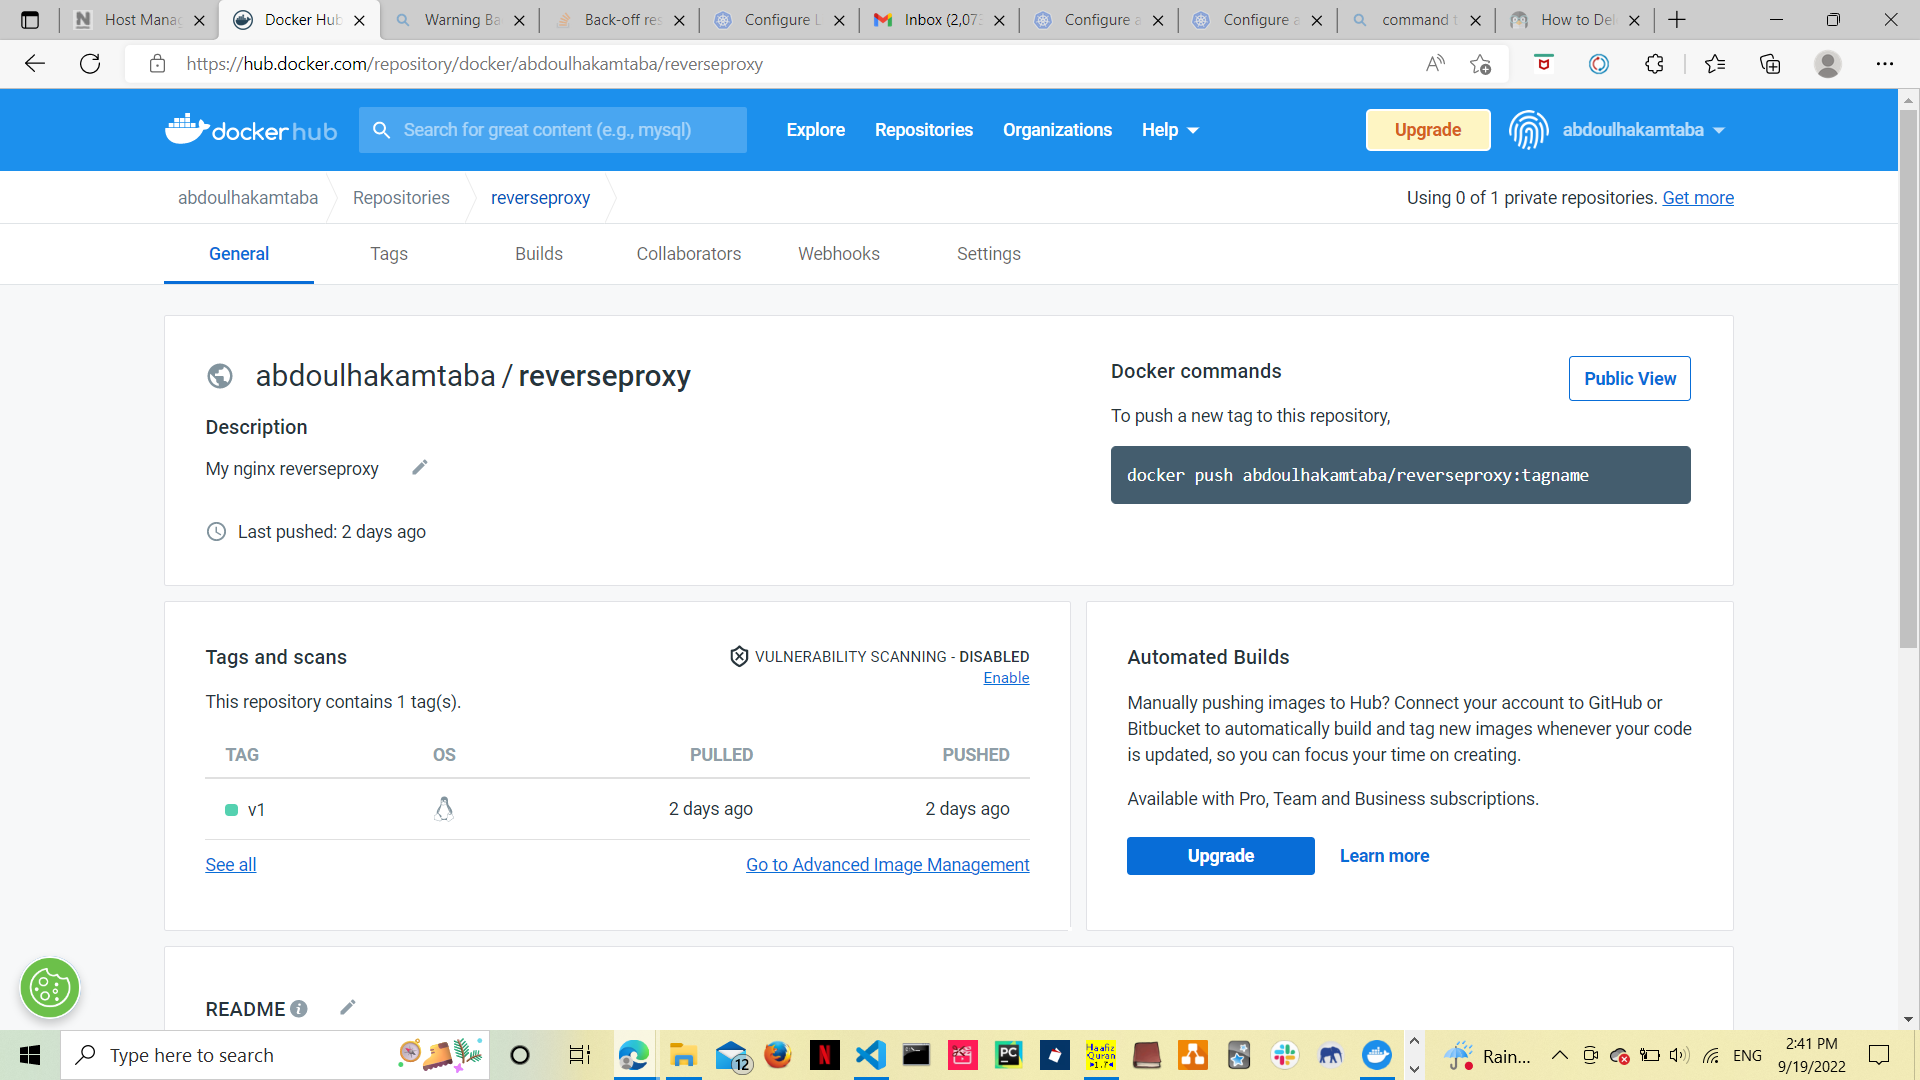 Host Manag
Docker Hub
Warning Ba
Back-off res
Configure L
Inbox (2,073
Configure a
Configure a
command t
How to Del
https://hub.docker.com/repository/docker/abdoulhakamtaba/reverseproxy
docker hub
Search for great content (e.g., mysql)
Explore
Repositories
Organizations
Help
Upgrade
abdoulhakamtaba
abdoulhakamtaba
Repositories
reverseproxy
Using 0 of 1 private repositories. Get more
General
Tags
Builds
Collaborators
Webhooks
Settings
abdoulhakamtaba / reverseproxy
Description
My nginx reverseproxy
Last pushed: 2 days ago
Docker commands
Public View
To push a new tag to this repository,
docker push abdoulhakamtaba/reverseproxy:tagname
Tags and scans
VULNERABILITY SCANNING - DISABLED
Enable
This repository contains 1 tag(s).
TAG OS PULLED PUSHED
v1 2 days ago 2 days ago
See all
Go to Advanced Image Management
Automated Builds
Manually pushing images to Hub? Connect your account to GitHub or
Bitbucket to automatically build and tag new images whenever your code
is updated, so you can focus your time on creating.
Available with Pro, Team and Business subscriptions.
Upgrade
Learn more
README
Type here to search
12
N
PC
Haafiz
Quran
1.7
Rain...
ENG
2:41 PM
9/19/2022